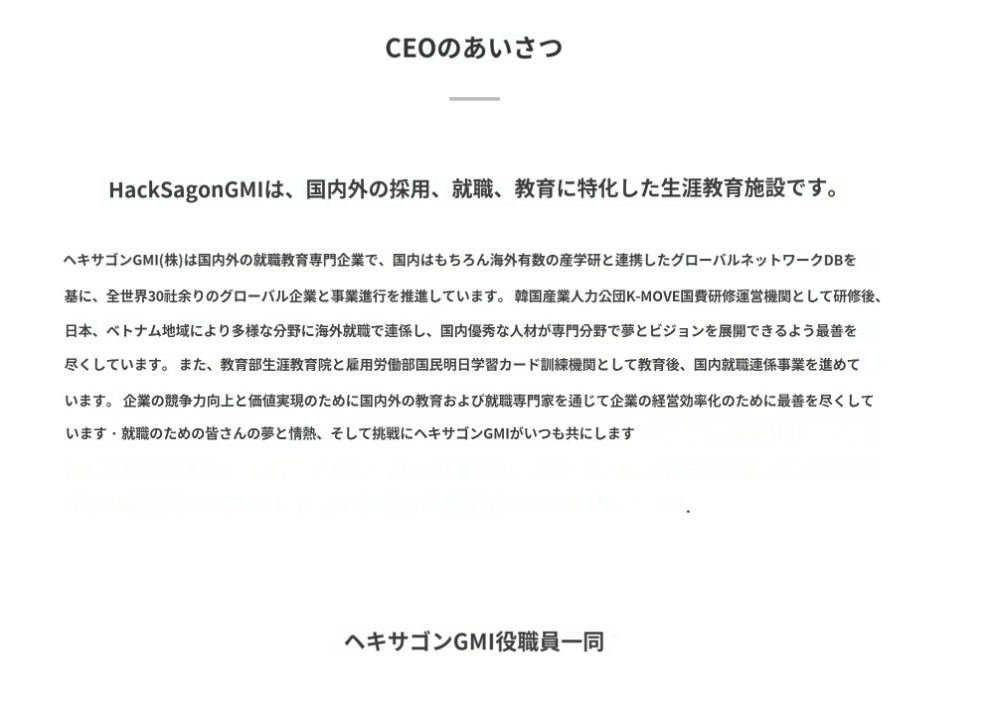 CEOのあいさつ
HackSagonGMIは、国内外の採用、就職、教育に特化した生涯教育施設です。
ヘキサゴンGMI(株)は国内外の就職教育専門企業で、国内はもちろん海外有数の産学研と連携したグローバルネットワークDBを
基に、全世界30社余りのグローバル企業と事業進行を推進しています。 韓国産業人力公団K-MOVE国費研修運営機関として研修後、
日本、ベトナム地域により多様な分野に海外就職で連係し、国内優秀な人材が専門分野で夢とビジョンを展開できるよう最善を
尽くしています。 また、教育部生涯教育院と雇用労働部国民明日学習カード訓練機関として教育後、国内就職連係事業を進めて
います。 企業の競争力向上と価値実現のために国内外の教育および就職専門家を通じて企業の経営効率化のために最善を尽くして
います · 就職のための皆さんの夢と情熱、そして挑戦にヘキサゴンGMIがいつも共にします
.
ヘキサゴンGMI役職員一同